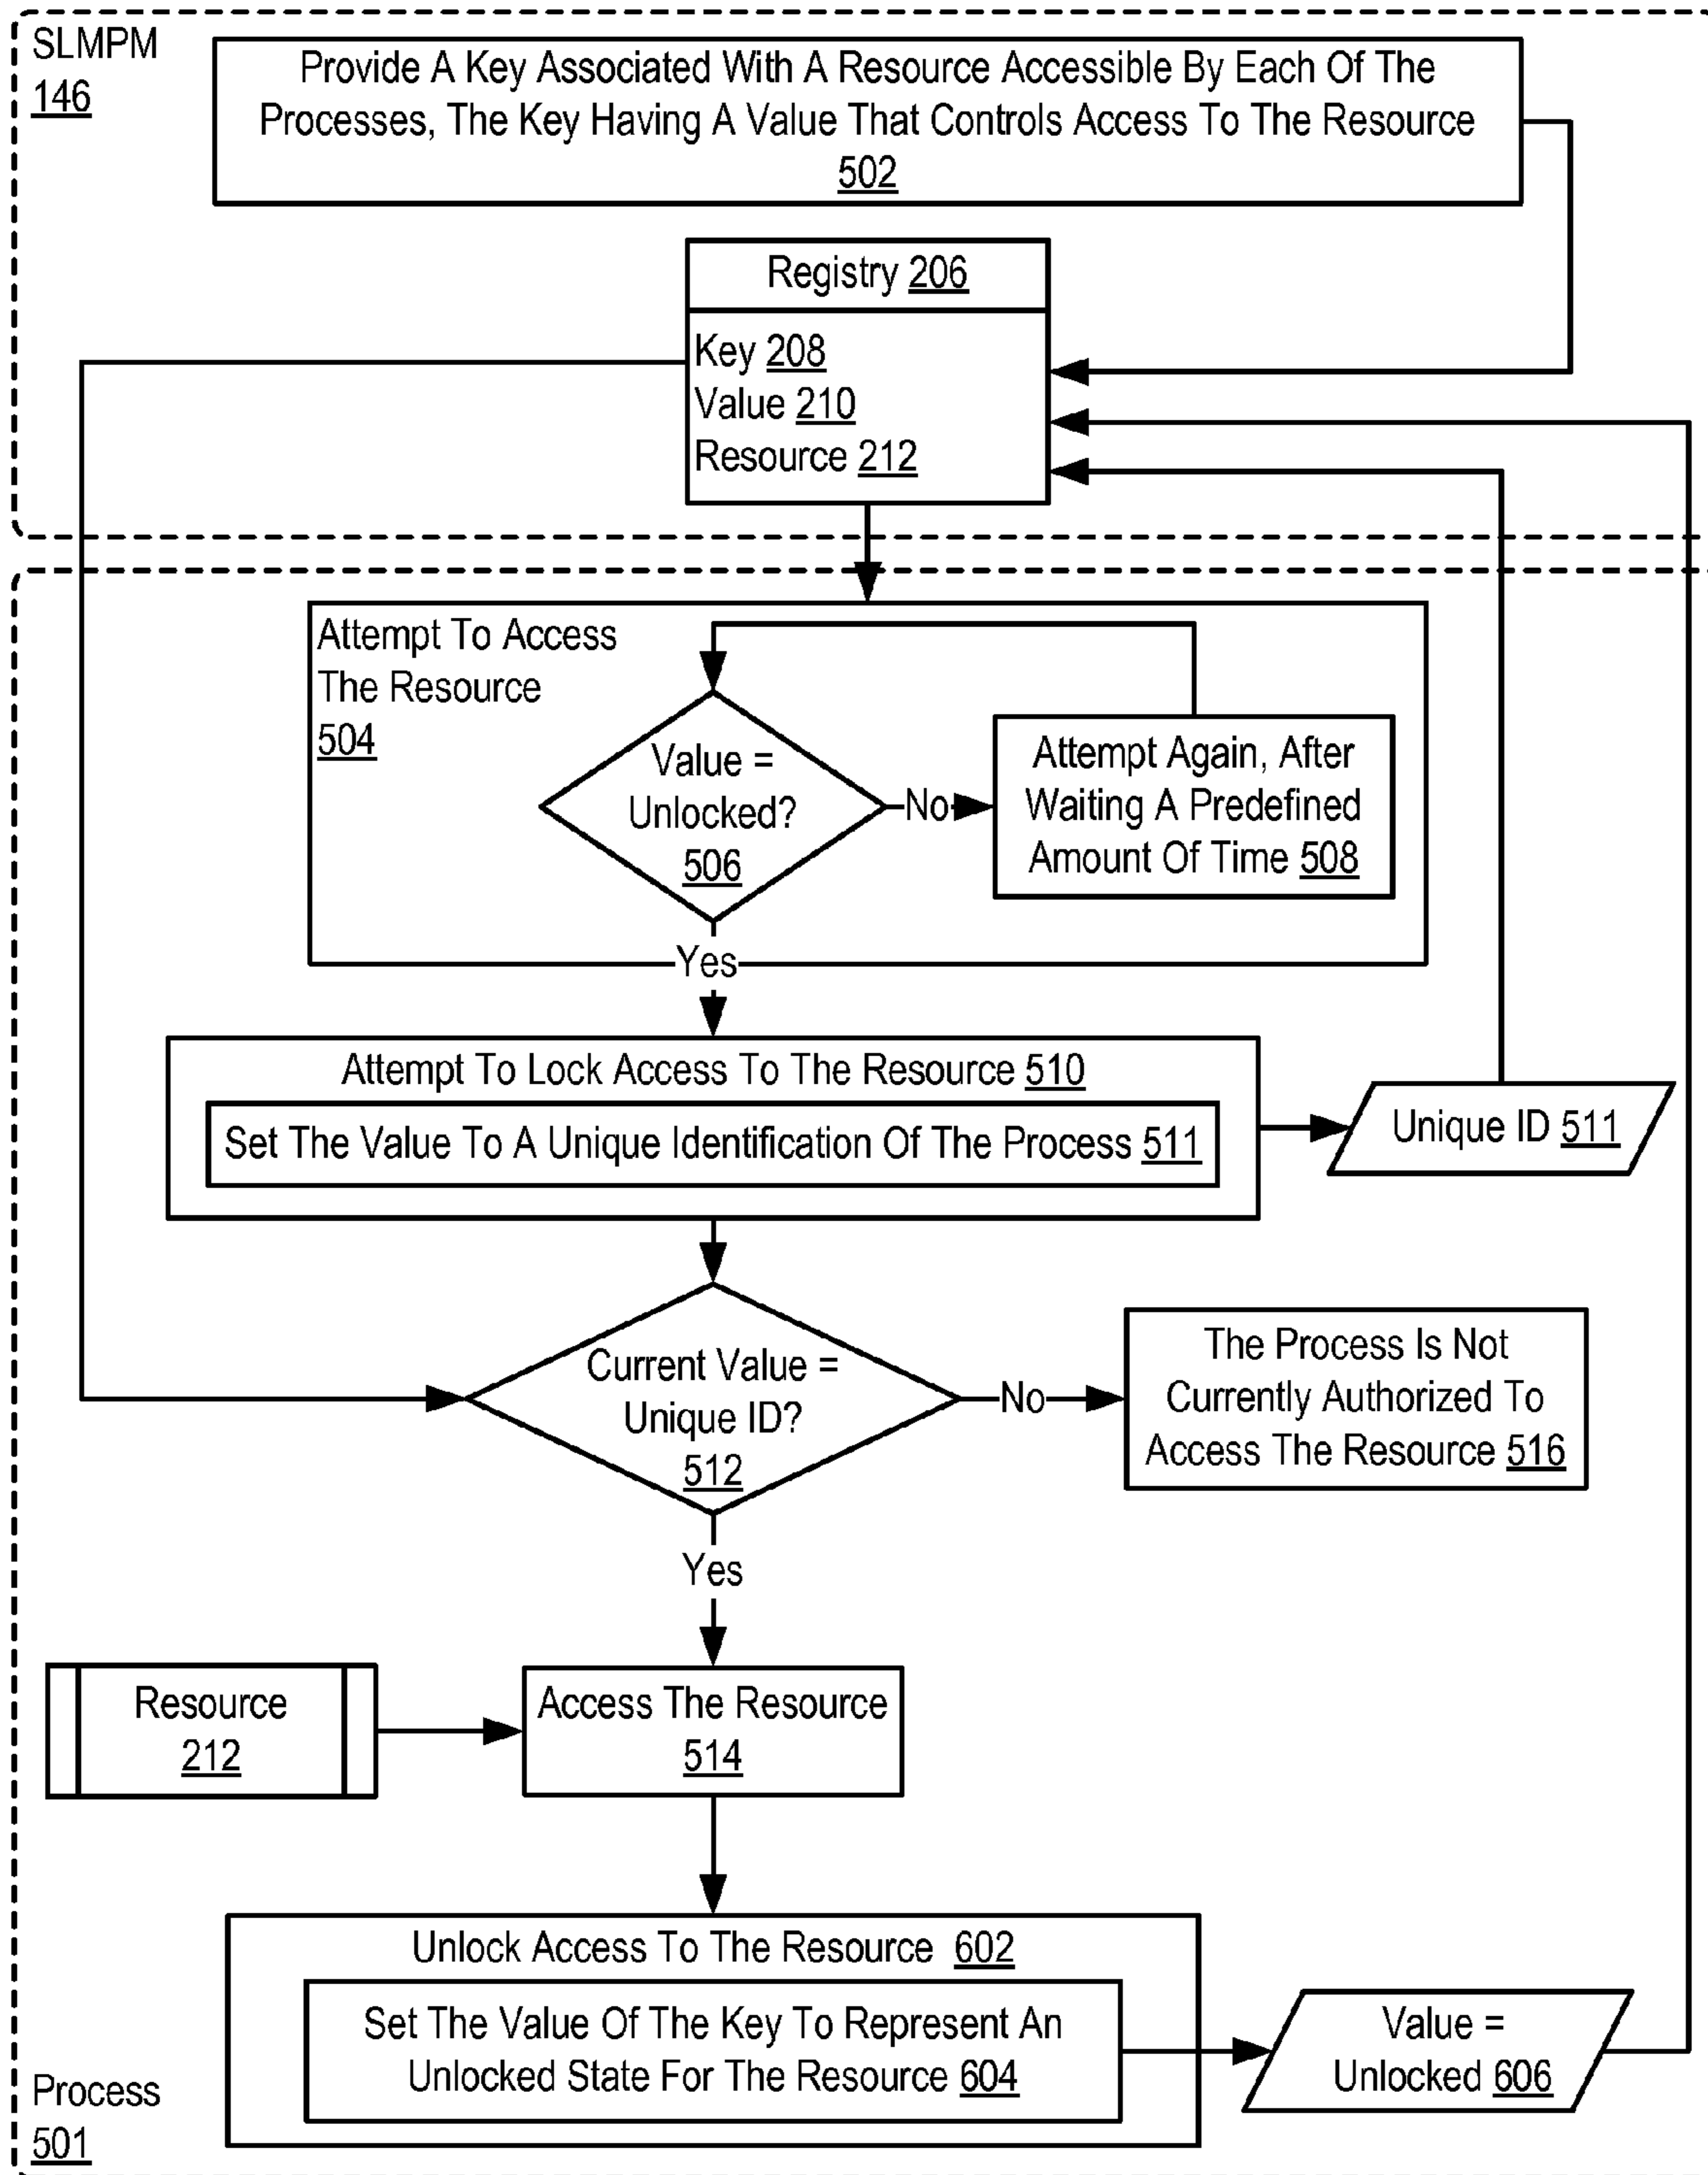 SLMPM
146
Provide A Key Associated With A Resource Accessible By Each Of The
Processes, The Key Having A Value That Controls Access To The Resource
502
Registry 206
Key 208
Value 210
Resource 212
Attempt To Access
The Resource
504
Value =
Unlocked?
506
No
Attempt Again, After
Waiting A Predefined
Amount Of Time 508
Yes
Attempt To Lock Access To The Resource 510
Set The Value To A Unique Identification Of The Process 511
Unique ID 511
Current Value =
Unique ID?
512
No
The Process Is Not
Currently Authorized To
Access The Resource 516
Yes
Resource
212
Access The Resource
514
Unlock Access To The Resource 602
Set The Value Of The Key To Represent An
Unlocked State For The Resource 604
Value =
Unlocked 606
Process
501